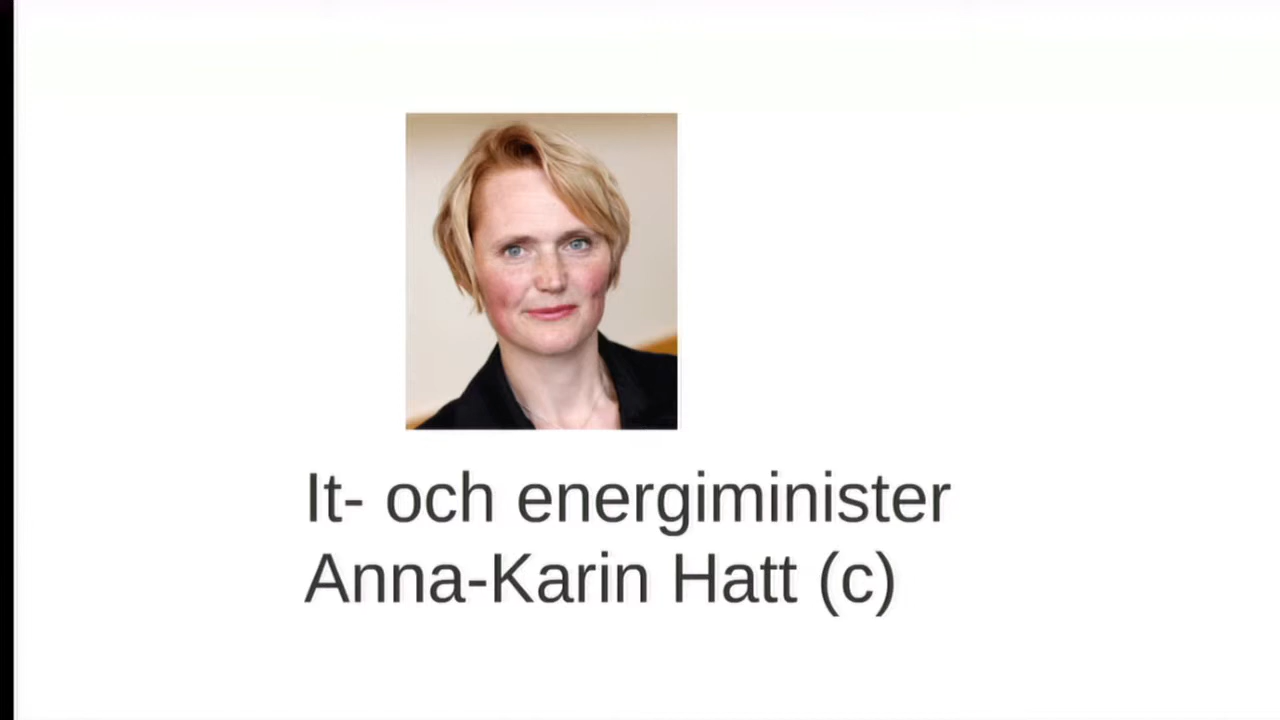 It- och energiminister
Anna-Karin Hatt (c)